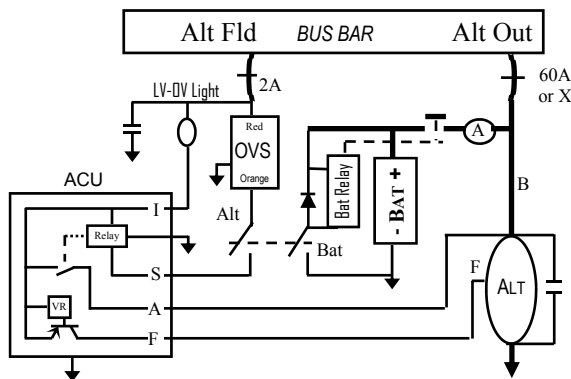 Alt Fld BUS BAR Alt Out
2A
60A
or X
LV-OV Light
Red
OVS
Orange
Bat Relay
- BAT +
A
B
ACU
I
Alt
Relay
Bat
S
F
ALT
A
VR
F